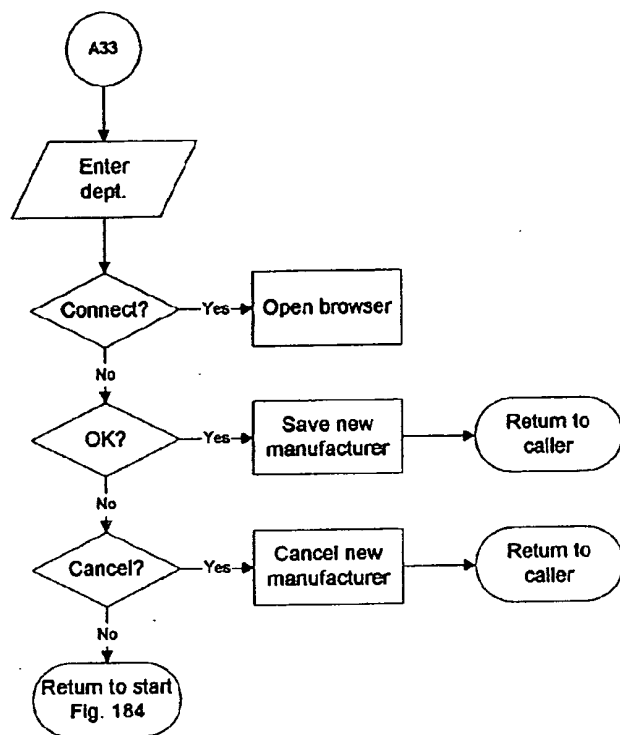 A33
Enter
dept.
Connect?
Yes
Open browser
No
OK?
Yes
Save new
manufacturer
Return to
caller
No
Cancel?
Yes
Cancel new
manufacturer
Return to
caller
No
Return to start
Fig. 184